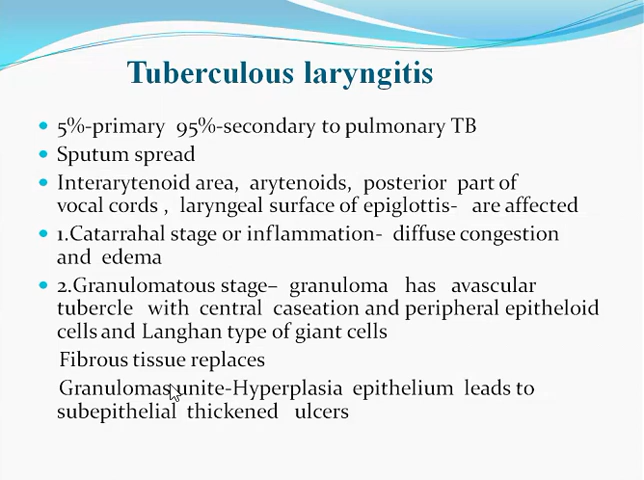 Tuberculous laryngitis
5%-primary 95%-secondary to pulmonary TB
Sputum spread
Interarytenoid area, arytenoids, posterior part of
vocal cords , laryngeal surface of epiglottis- are affected
1.Catarrahal stage or inflammation- diffuse congestion
and edema
2.Granulomatous stage– granuloma has avascular
tubercle with central caseation and peripheral epitheloid
cells and Langhan type of giant cells
Fibrous tissue replaces
Granulomas unite-Hyperplasia epithelium leads to
subepithelial thickened ulcers